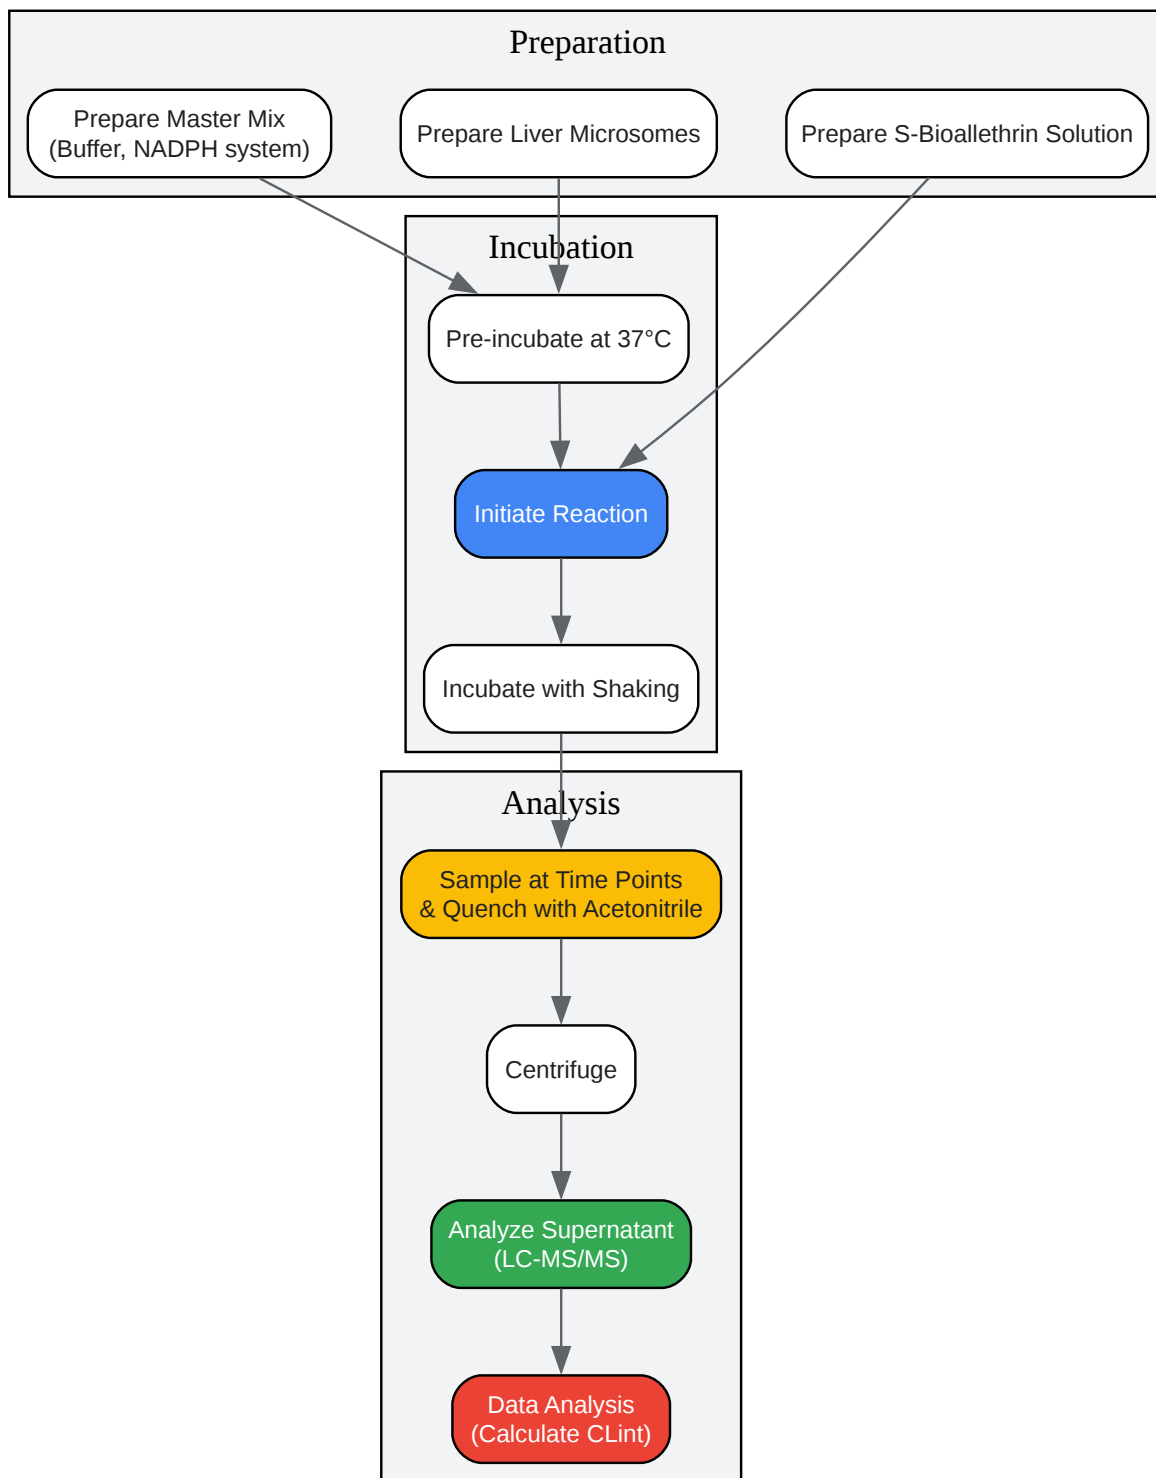 Preparation
Prepare Master Mix
(Buffer, NADPH system)
Prepare Liver Microsomes
Prepare S-Bioallethrin Solution
Incubation
Pre-incubate at 37°C
Initiate Reaction
Incubate with Shaking
Analysis
Sample at Time Points
& Quench with Acetonitrile
Centrifuge
Analyze Supernatant
(LC-MS/MS)
Data Analysis
(Calculate CLint)